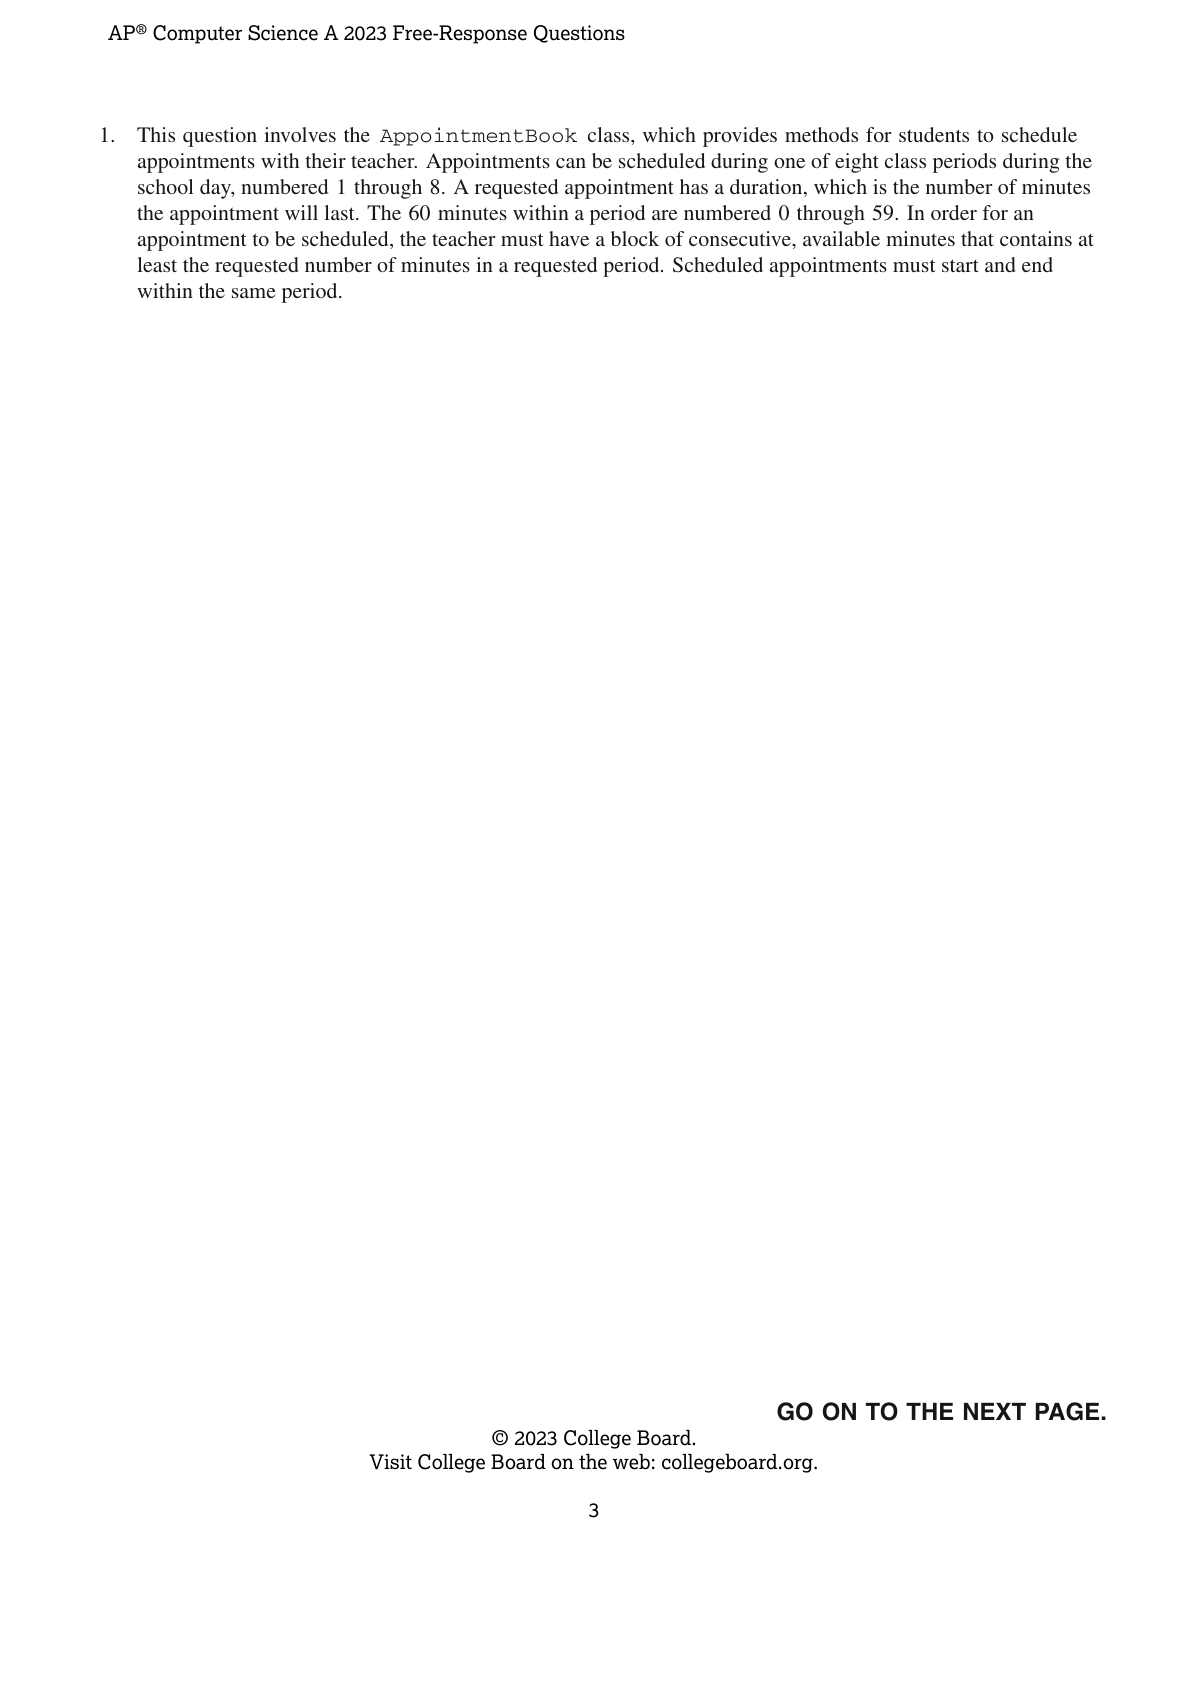 AP® Computer Science A 2023 Free-Response Questions
1. This question involves the AppointmentBook class, which provides methods for students to schedule
appointments with their teacher. Appointments can be scheduled during one of eight class periods during the
school day, numbered 1 through 8. A requested appointment has a duration, which is the number of minutes
the appointment will last. The 60 minutes within a period are numbered 0 through 59. In order for an
appointment to be scheduled, the teacher must have a block of consecutive, available minutes that contains at
least the requested number of minutes in a requested period. Scheduled appointments must start and end
within the same period.
GO ON TO THE NEXT PAGE.
© 2023 College Board.
Visit College Board on the web: collegeboard.org.
3